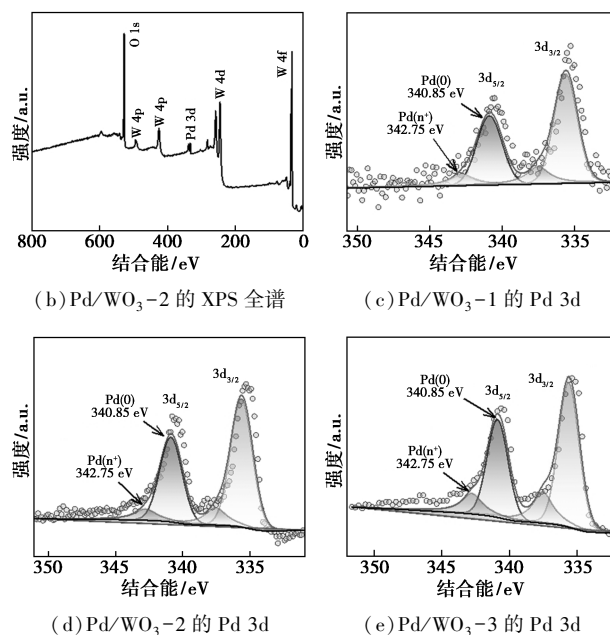 强度/a.u.
O 1s
W 4p
W 4p
Pd 3d
W 4d
W 4f
800 600 400 200 0
结合能/eV
(b)Pd/WO₃-2 的 XPS 全谱
强度/a.u.
Pd(0)
340.85 eV
3d₅/₂
3d₃/₂
Pd(n⁺)
342.75 eV
350 345 340 335
结合能/eV
(c)Pd/WO₃-1 的 Pd 3d
强度/a.u.
Pd(0)
340.85 eV
3d₅/₂
3d₃/₂
Pd(n⁺)
342.75 eV
350 345 340 335
结合能/eV
(d)Pd/WO₃-2 的 Pd 3d
强度/a.u.
Pd(0)
340.85 eV
3d₅/₂
3d₃/₂
Pd(n⁺)
342.75 eV
350 345 340 335
结合能/eV
(e)Pd/WO₃-3 的 Pd 3d